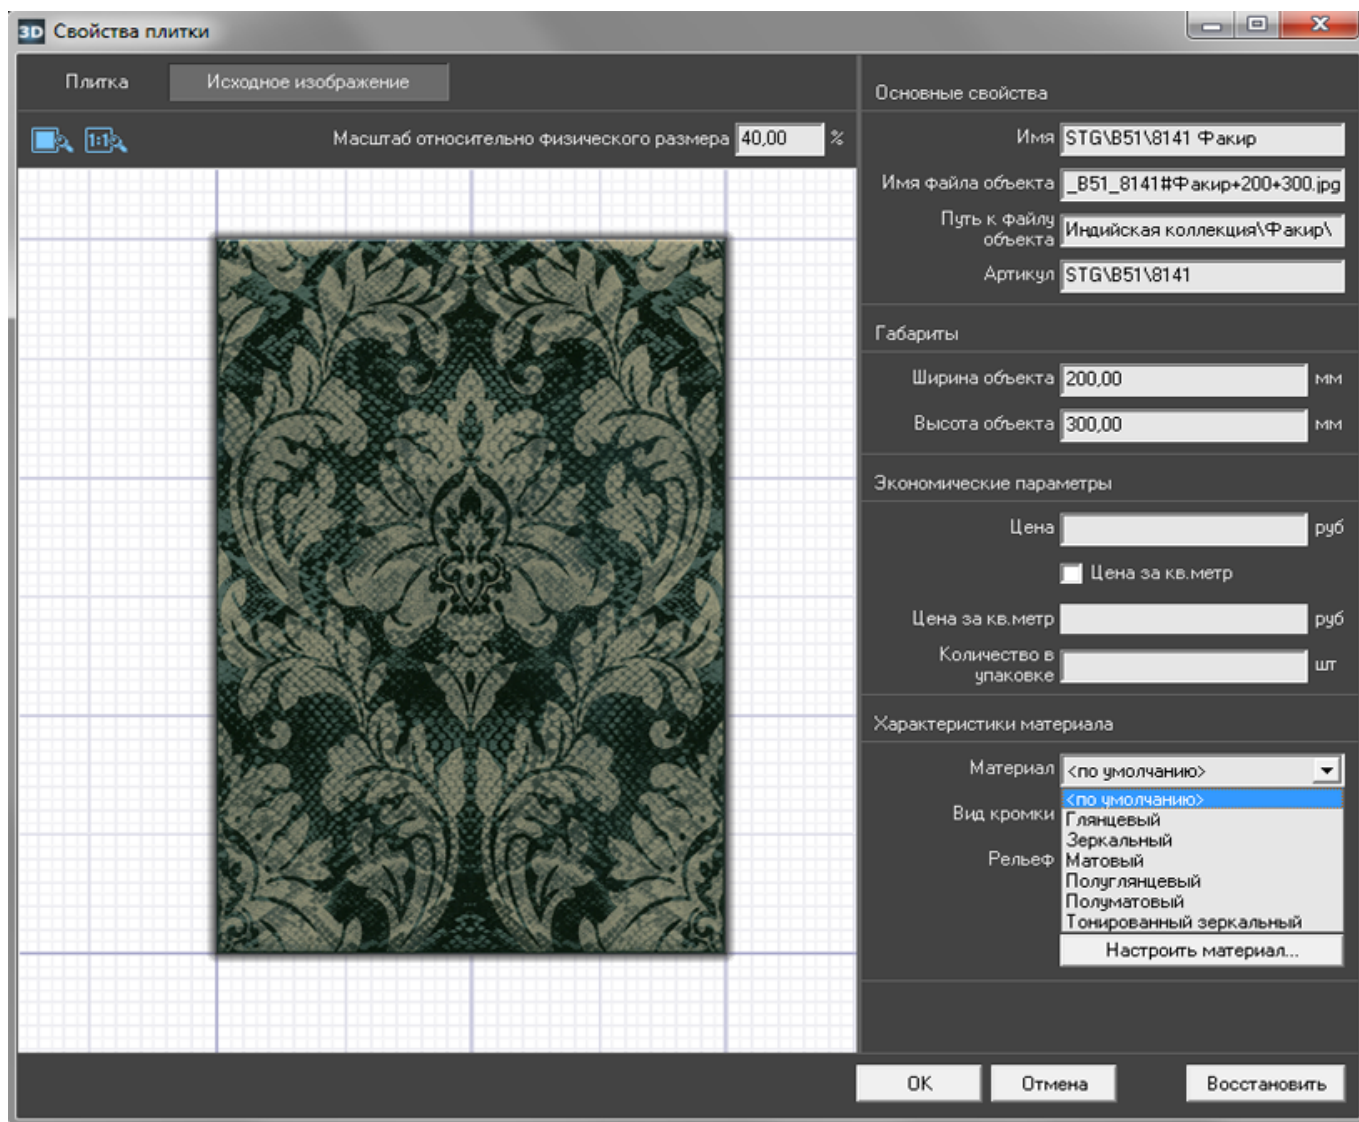 3D Свойства плитки
Плитка Исходное изображение
1:1 Масштаб относительно физического размера 40,00 %
Основные свойства
Имя STG\B51\8141 Факир
Имя файла объекта _B51_8141#Факир+200+300.jpg
Путь к файлу
объекта Индийская коллекция\Факир\
Артикул STG\B51\8141
Габариты
Ширина объекта 200,00 мм
Высота объекта 300,00 мм
Экономические параметры
Цена руб
Цена за кв.метр
Цена за кв.метр руб
Количество в
упаковке шт
Характеристики материала
Материал <по умолчанию>
<по умолчанию>
Вид кромки Глянцевый
Зеркальный
Рельеф Матовый
Полуглянцевый
Полуматовый
Тонированный зеркальный
Настроить материал...
OK Отмена Восстановить